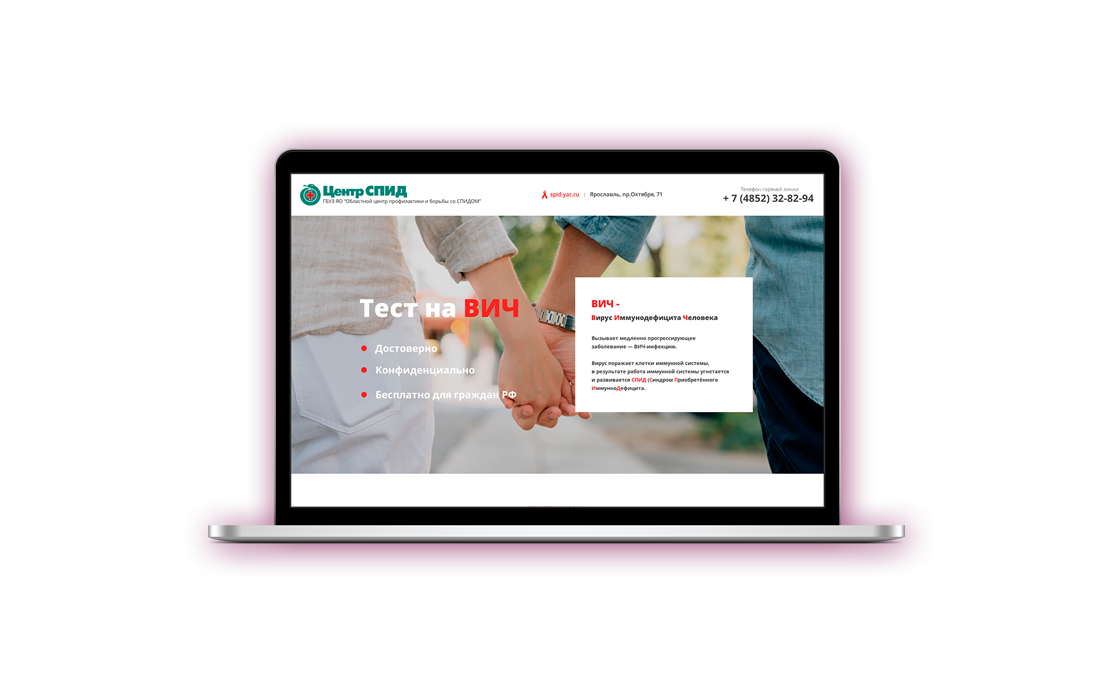 Центр СПИД
ГБУЗ ЯО "Областной центр профилактики и борьбы со СПИДОМ"
spid-yar.ru | Ярославль, пр.Октября, 71
Телефон горячей линии
+ 7 (4852) 32-82-94
Тест на ВИЧ
Достоверно
Конфиденциально
Бесплатно для граждан РФ
ВИЧ -
Вирус Иммунодефицита Человека
Вызывает медленно прогрессирующее
заболевание — ВИЧ-инфекцию.
Вирус поражает клетки иммунной системы,
в результате работа иммунной системы угнетается
и развивается СПИД (Синдром Приобретённого
ИммунноДефицита.